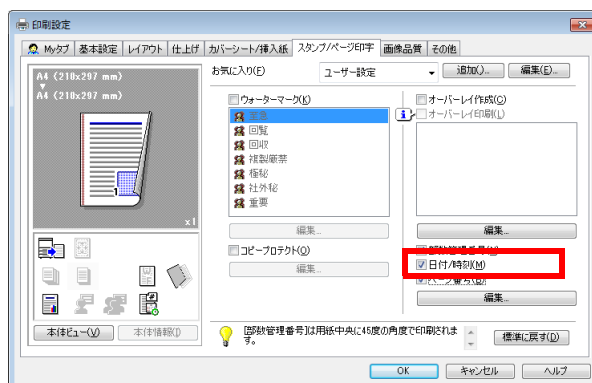 印刷設定
Myタブ 基本設定 レイアウト 仕上げ カバーシート/挿入紙 スタンプ/ページ印字 画像品質 その他
A4 (210x297 mm)
A4 (210x297 mm)
1
x1
お気に入り(F) ユーザー設定 追加()... 編集(E)...
ウォーターマーク(K)
回覧
回収
複製厳禁
極秘
社外秘
重要
編集...
コピープロテクト(O)
編集...
オーバーレイ作成(C)
オーバーレイ印刷(L)
編集...
日付/時刻(M)
編集...
本体ビュー(V) 本体情報(I)
[部数管理番号]は用紙中央に45度の角度で印刷されます。
標準に戻す(D)
OK キャンセル ヘルプ